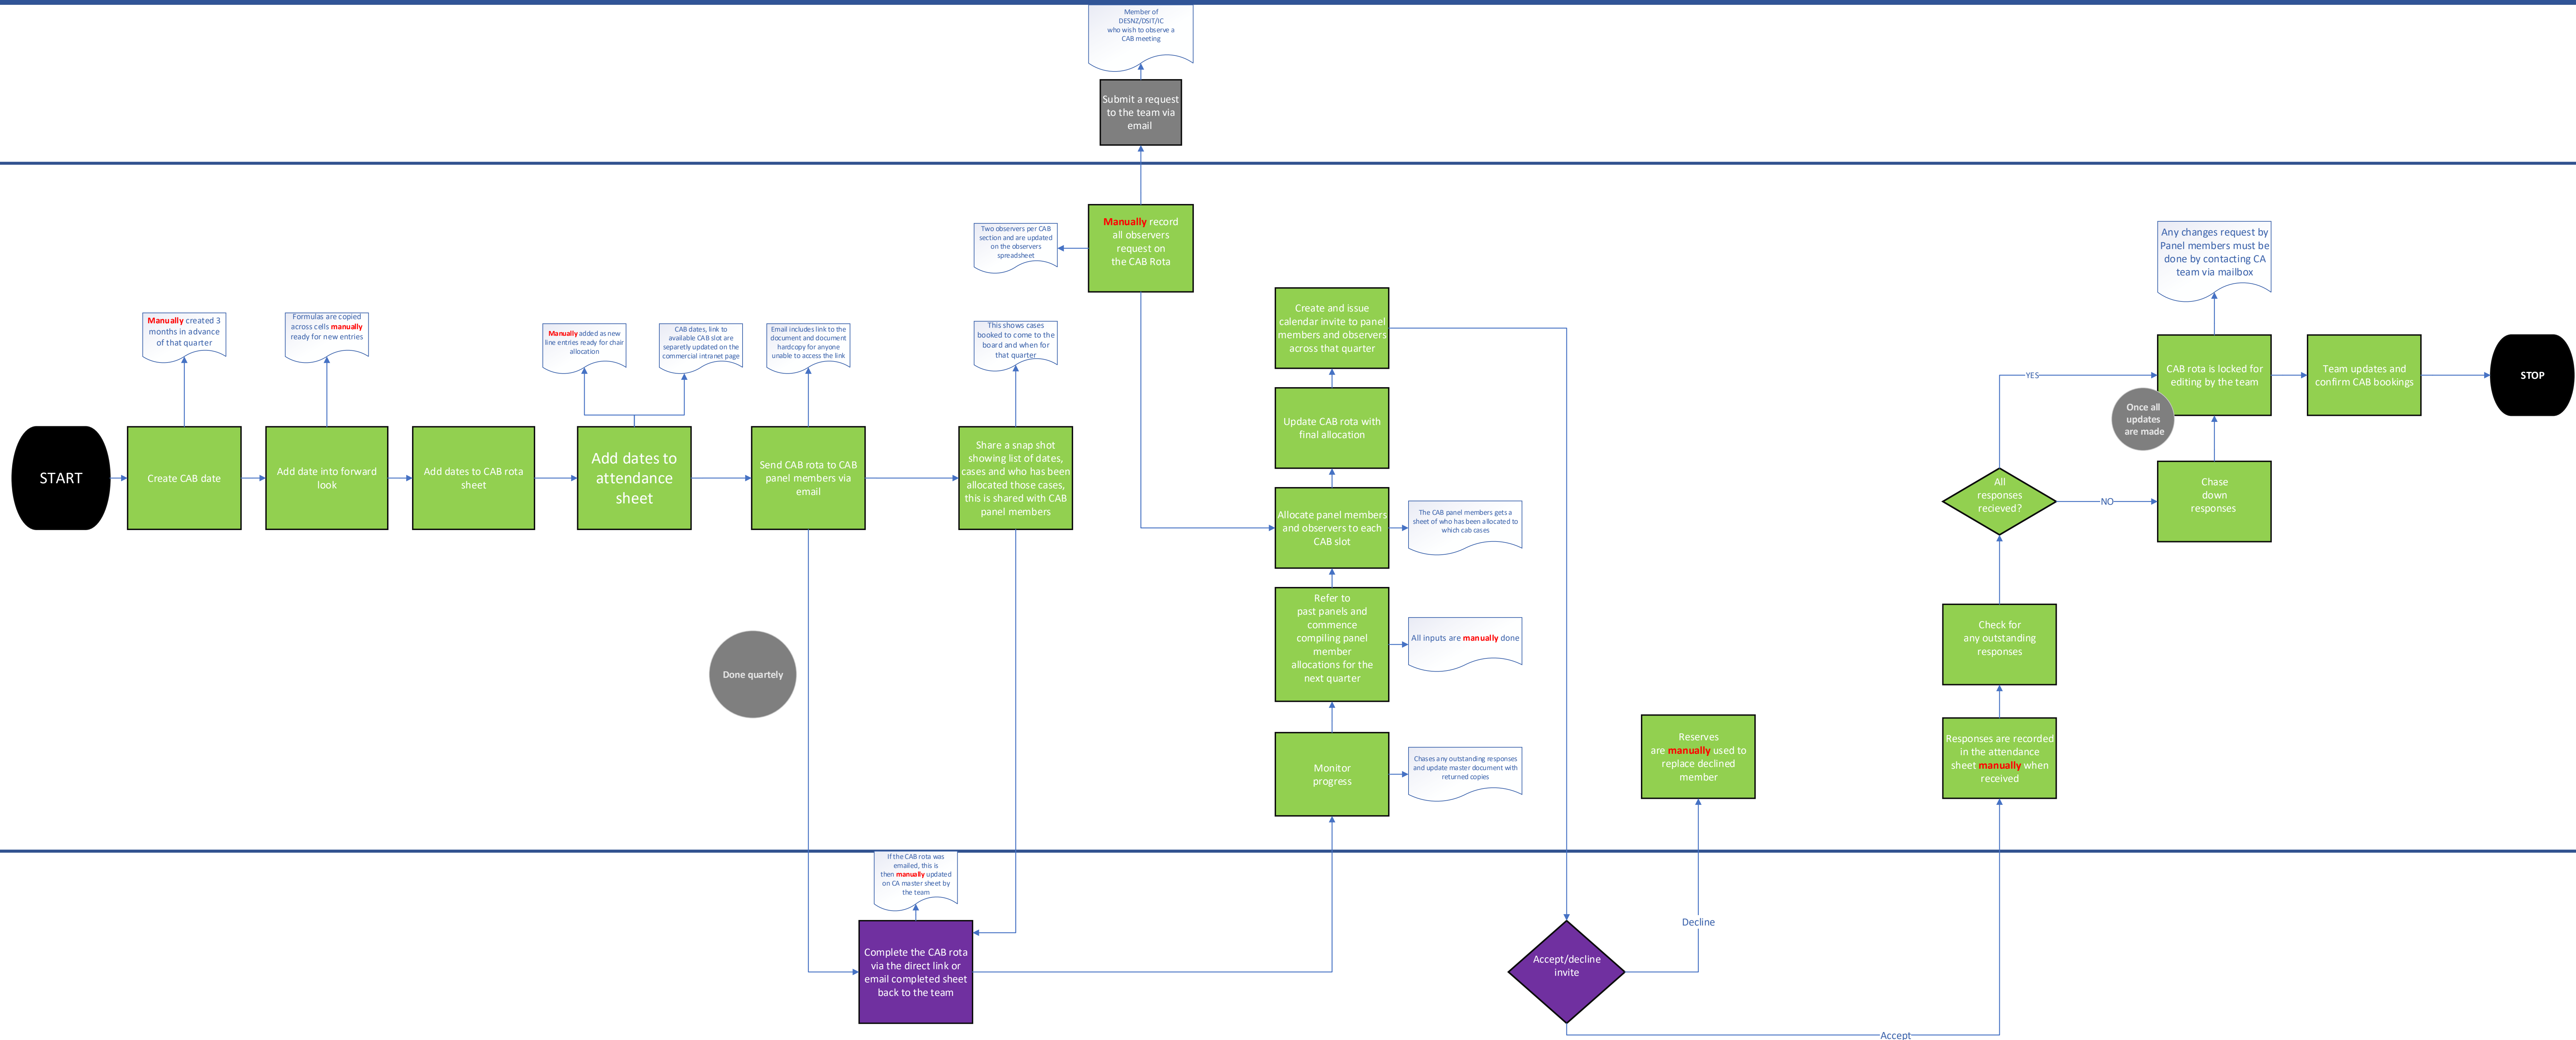 Member of
DESNZ/DSIT/IC
who wish to observe a
CAB meeting
Submit a request
to the team via
email
Manually record
all observers
request on
the CAB Rota
Two observers per CAB
section and are updated
on the observers
spreadsheet
START
Create CAB date
Manually created 3
months in advance
of that quarter
Add date into forward
look
Formulas are copied
across cells manually
ready for new entries
Add dates to CAB rota
sheet
Add dates to
attendance
sheet
Manually added as new
line entries ready for chair
allocation
CAB dates, link to
available CAB slot are
separetly updated on the
commercial intranet page
Send CAB rota to CAB
panel members via
email
Email includes link to the
document and document
hardcopy for anyone
unable to access the link
Share a snap shot
showing list of dates,
cases and who has been
allocated those cases,
this is shared with CAB
panel members
This shows cases
booked to come to the
board and when for
that quarter
Done quartely
If the CAB rota was
emailed, this is
then manually updated
on CA master sheet by
the team
Complete the CAB rota
via the direct link or
email completed sheet
back to the team
Create and issue
calendar invite to panel
members and observers
across that quarter
Update CAB rota with
final allocation
Allocate panel members
and observers to each
CAB slot
The CAB panel members gets a
sheet of who has been allocated to
which cab cases
Refer to
past panels and
commence
compiling panel
member
allocations for the
next quarter
All inputs are manually done
Monitor
progress
Chases any outstanding responses
and update master document with
returned copies
Accept/decline
invite
Decline
Accept
Reserves
are manually used to
replace declined
member
Responses are recorded
in the attendance
sheet manually when
received
Check for
any outstanding
responses
All
responses
recieved?
YES
NO
Chase
down
responses
Once all
updates
are made
CAB rota is locked for
editing by the team
Any changes request by
Panel members must be
done by contacting CA
team via mailbox
Team updates and
confirm CAB bookings
STOP